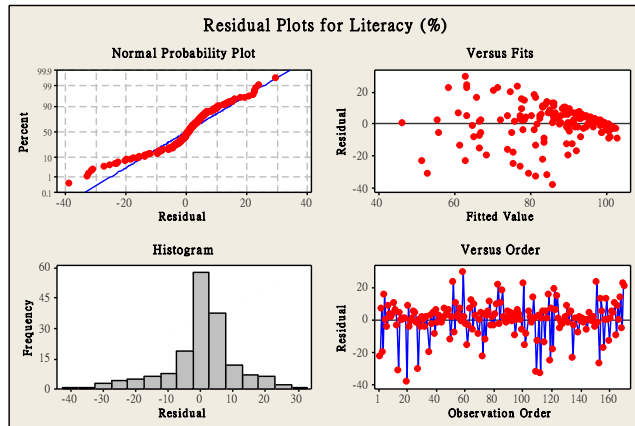 Residual Plots for Literacy (%)
Normal Probability Plot
Percent
99.9
99
90
50
10
1
0.1
-40 -20 0 20 40
Residual
Versus Fits
Residual
20
0
-20
-40
40 60 80 100
Fitted Value
Histogram
Frequency
60
45
30
15
0
-40 -30 -20 -10 0 10 20 30
Residual
Versus Order
Residual
40
20
0
-20
-40
1 20 40 60 80 100 120 140 160
Observation Order